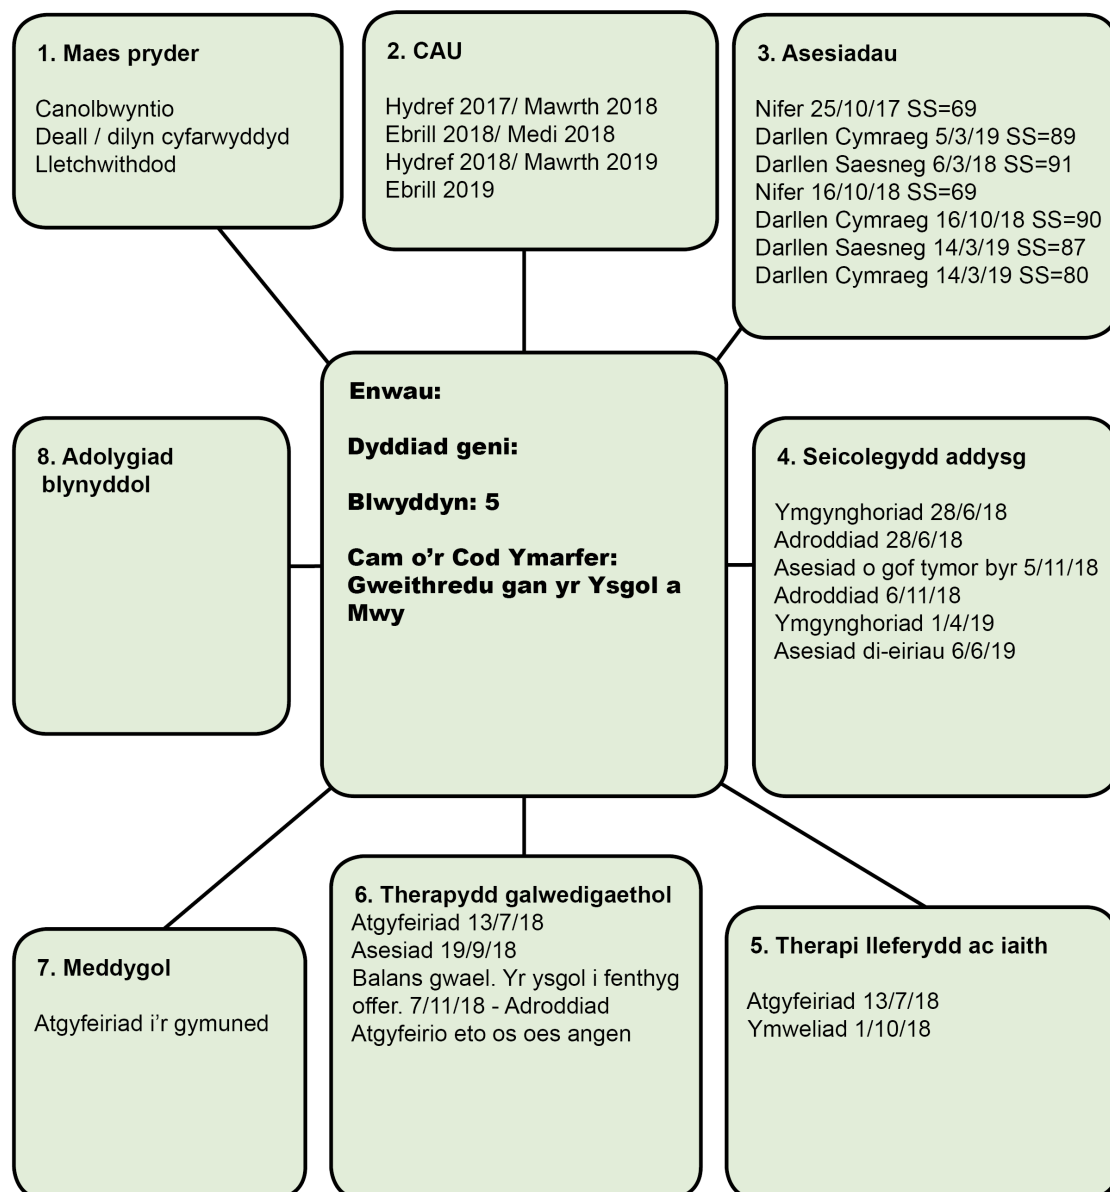 1. Maes pryder
Canolbwyntio
Deall / dilyn cyfarwyddyd
Lletchwithdod
2. CAU
Hydref 2017/ Mawrth 2018
Ebrill 2018/ Medi 2018
Hydref 2018/ Mawrth 2019
Ebrill 2019
3. Asesiadau
Nifer 25/10/17 SS=69
Darllen Cymraeg 5/3/19 SS=89
Darllen Saesneg 6/3/18 SS=91
Nifer 16/10/18 SS=69
Darllen Cymraeg 16/10/18 SS=90
Darllen Saesneg 14/3/19 SS=87
Darllen Cymraeg 14/3/19 SS=80
Enwau:
Dyddiad geni:
Blwyddyn: 5
Cam o’r Cod Ymarfer:
Gweithredu gan yr Ysgol a
Mwy
4. Seicolegydd addysg
Ymgynghoriad 28/6/18
Adroddiad 28/6/18
Asesiad o gof tymor byr 5/11/18
Adroddiad 6/11/18
Ymgynghoriad 1/4/19
Asesiad di-eiriau 6/6/19
5. Therapi lleferydd ac iaith
Atgyfeiriad 13/7/18
Ymweliad 1/10/18
6. Therapydd galwedigaethol
Atgyfeiriad 13/7/18
Asesiad 19/9/18
Balans gwael. Yr ysgol i fenthyg
offer. 7/11/18 - Adroddiad
Atgyfeirio eto os oes angen
7. Meddygol
Atgyfeiriad i’r gymuned
8. Adolygiad
blynyddol